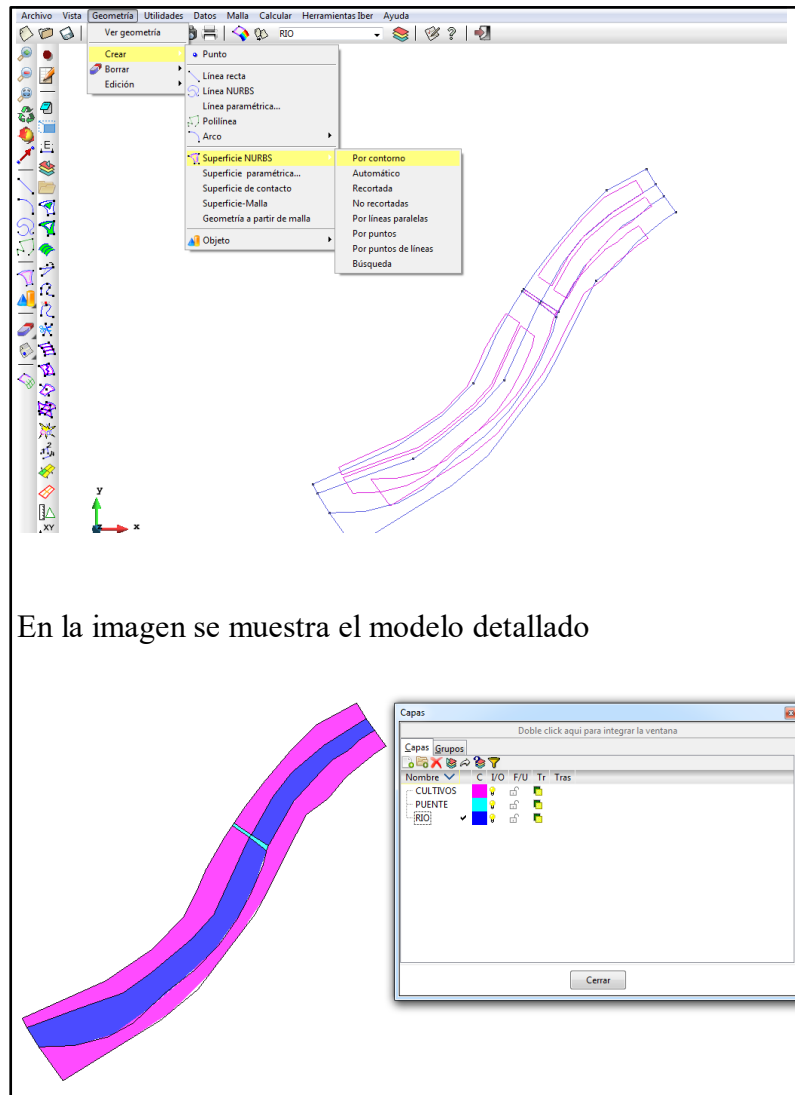 Archivo Vista Geometría Utilidades Datos Malla Calcular Herramientas Iber Ayuda
Ver geometría
RIO
Crear
Borrar
Edición
Punto
Línea recta
Línea NURBS
Línea paramétrica...
Polilínea
Arco
Superficie NURBS
Superficie paramétrica...
Superficie de contacto
Superficie-Malla
Geometría a partir de malla
Objeto
Por contorno
Automático
Recortada
No recortadas
Por líneas paralelas
Por puntos
Por puntos de líneas
Búsqueda
E
2
XY
y
x
En la imagen se muestra el modelo detallado
Capas
Doble click aquí para integrar la ventana
Capas Grupos
Nombre C I/O F/U Tr Tras
CULTIVOS
PUENTE
RIO
Cerrar